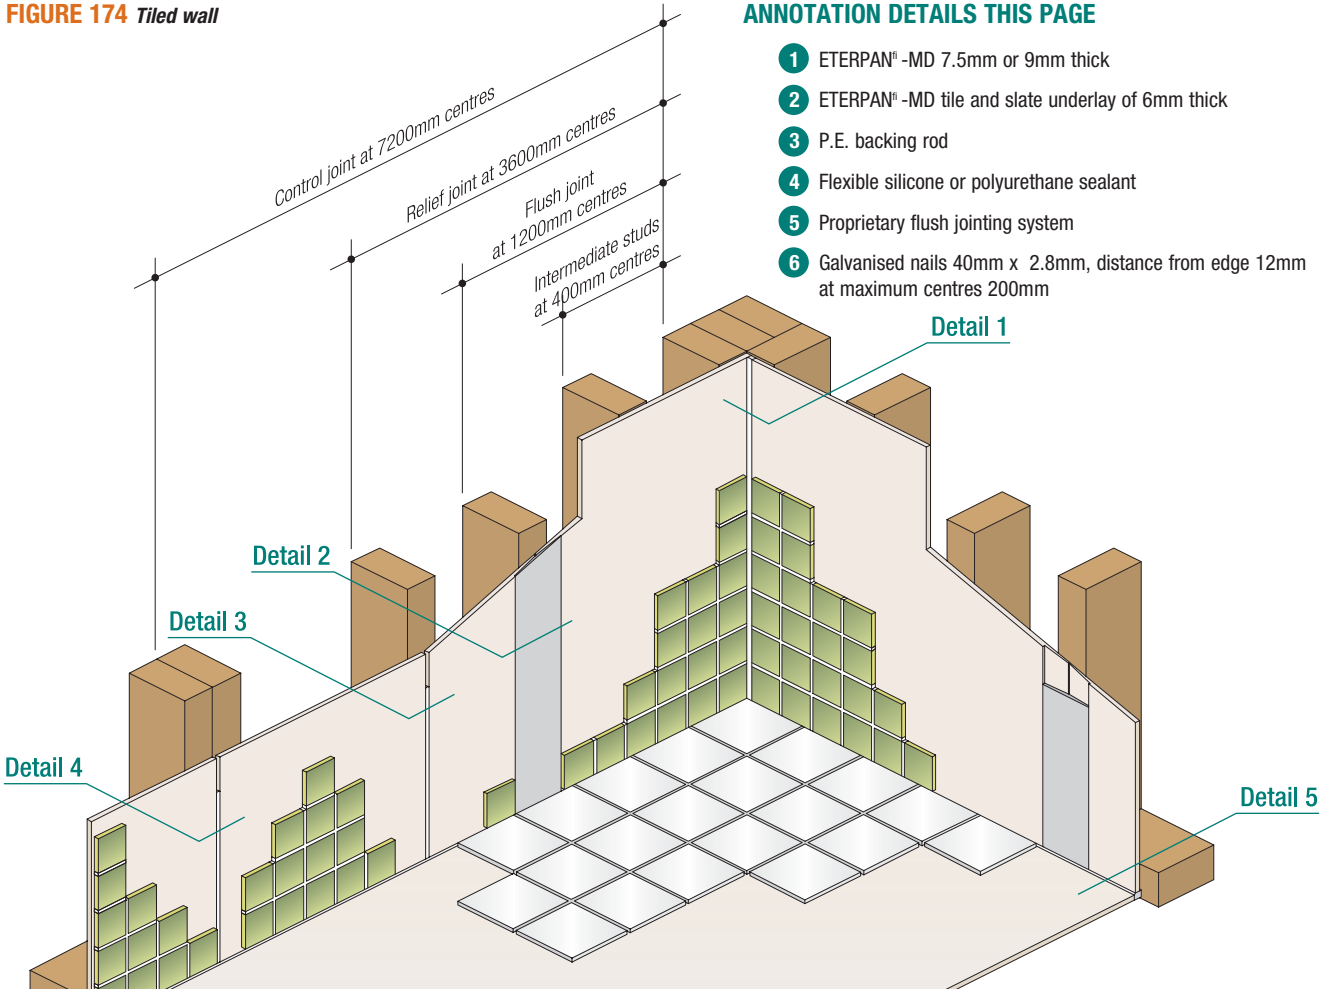 FIGURE 174 Tiled wall
ANNOTATION DETAILS THIS PAGE
1 ETERPANfi -MD 7.5mm or 9mm thick
2 ETERPANfi -MD tile and slate underlay of 6mm thick
3 P.E. backing rod
4 Flexible silicone or polyurethane sealant
5 Proprietary flush jointing system
6 Galvanised nails 40mm x 2.8mm, distance from edge 12mm
at maximum centres 200mm
Control joint at 7200mm centres
Relief joint at 3600mm centres
Flush joint
at 1200mm centres
Intermediate studs
at 400mm centres
Detail 1
Detail 2
Detail 3
Detail 4
Detail 5